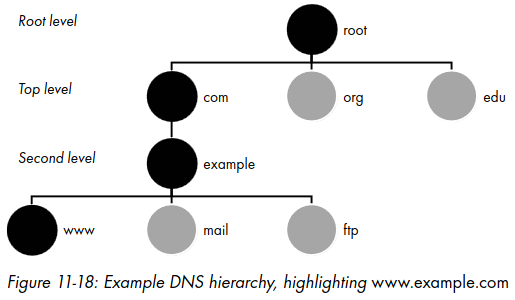 Root level
root
Top level
com
org
edu
Second level
example
www
mail
ftp
Figure 11-18: Example DNS hierarchy, highlighting www.example.com